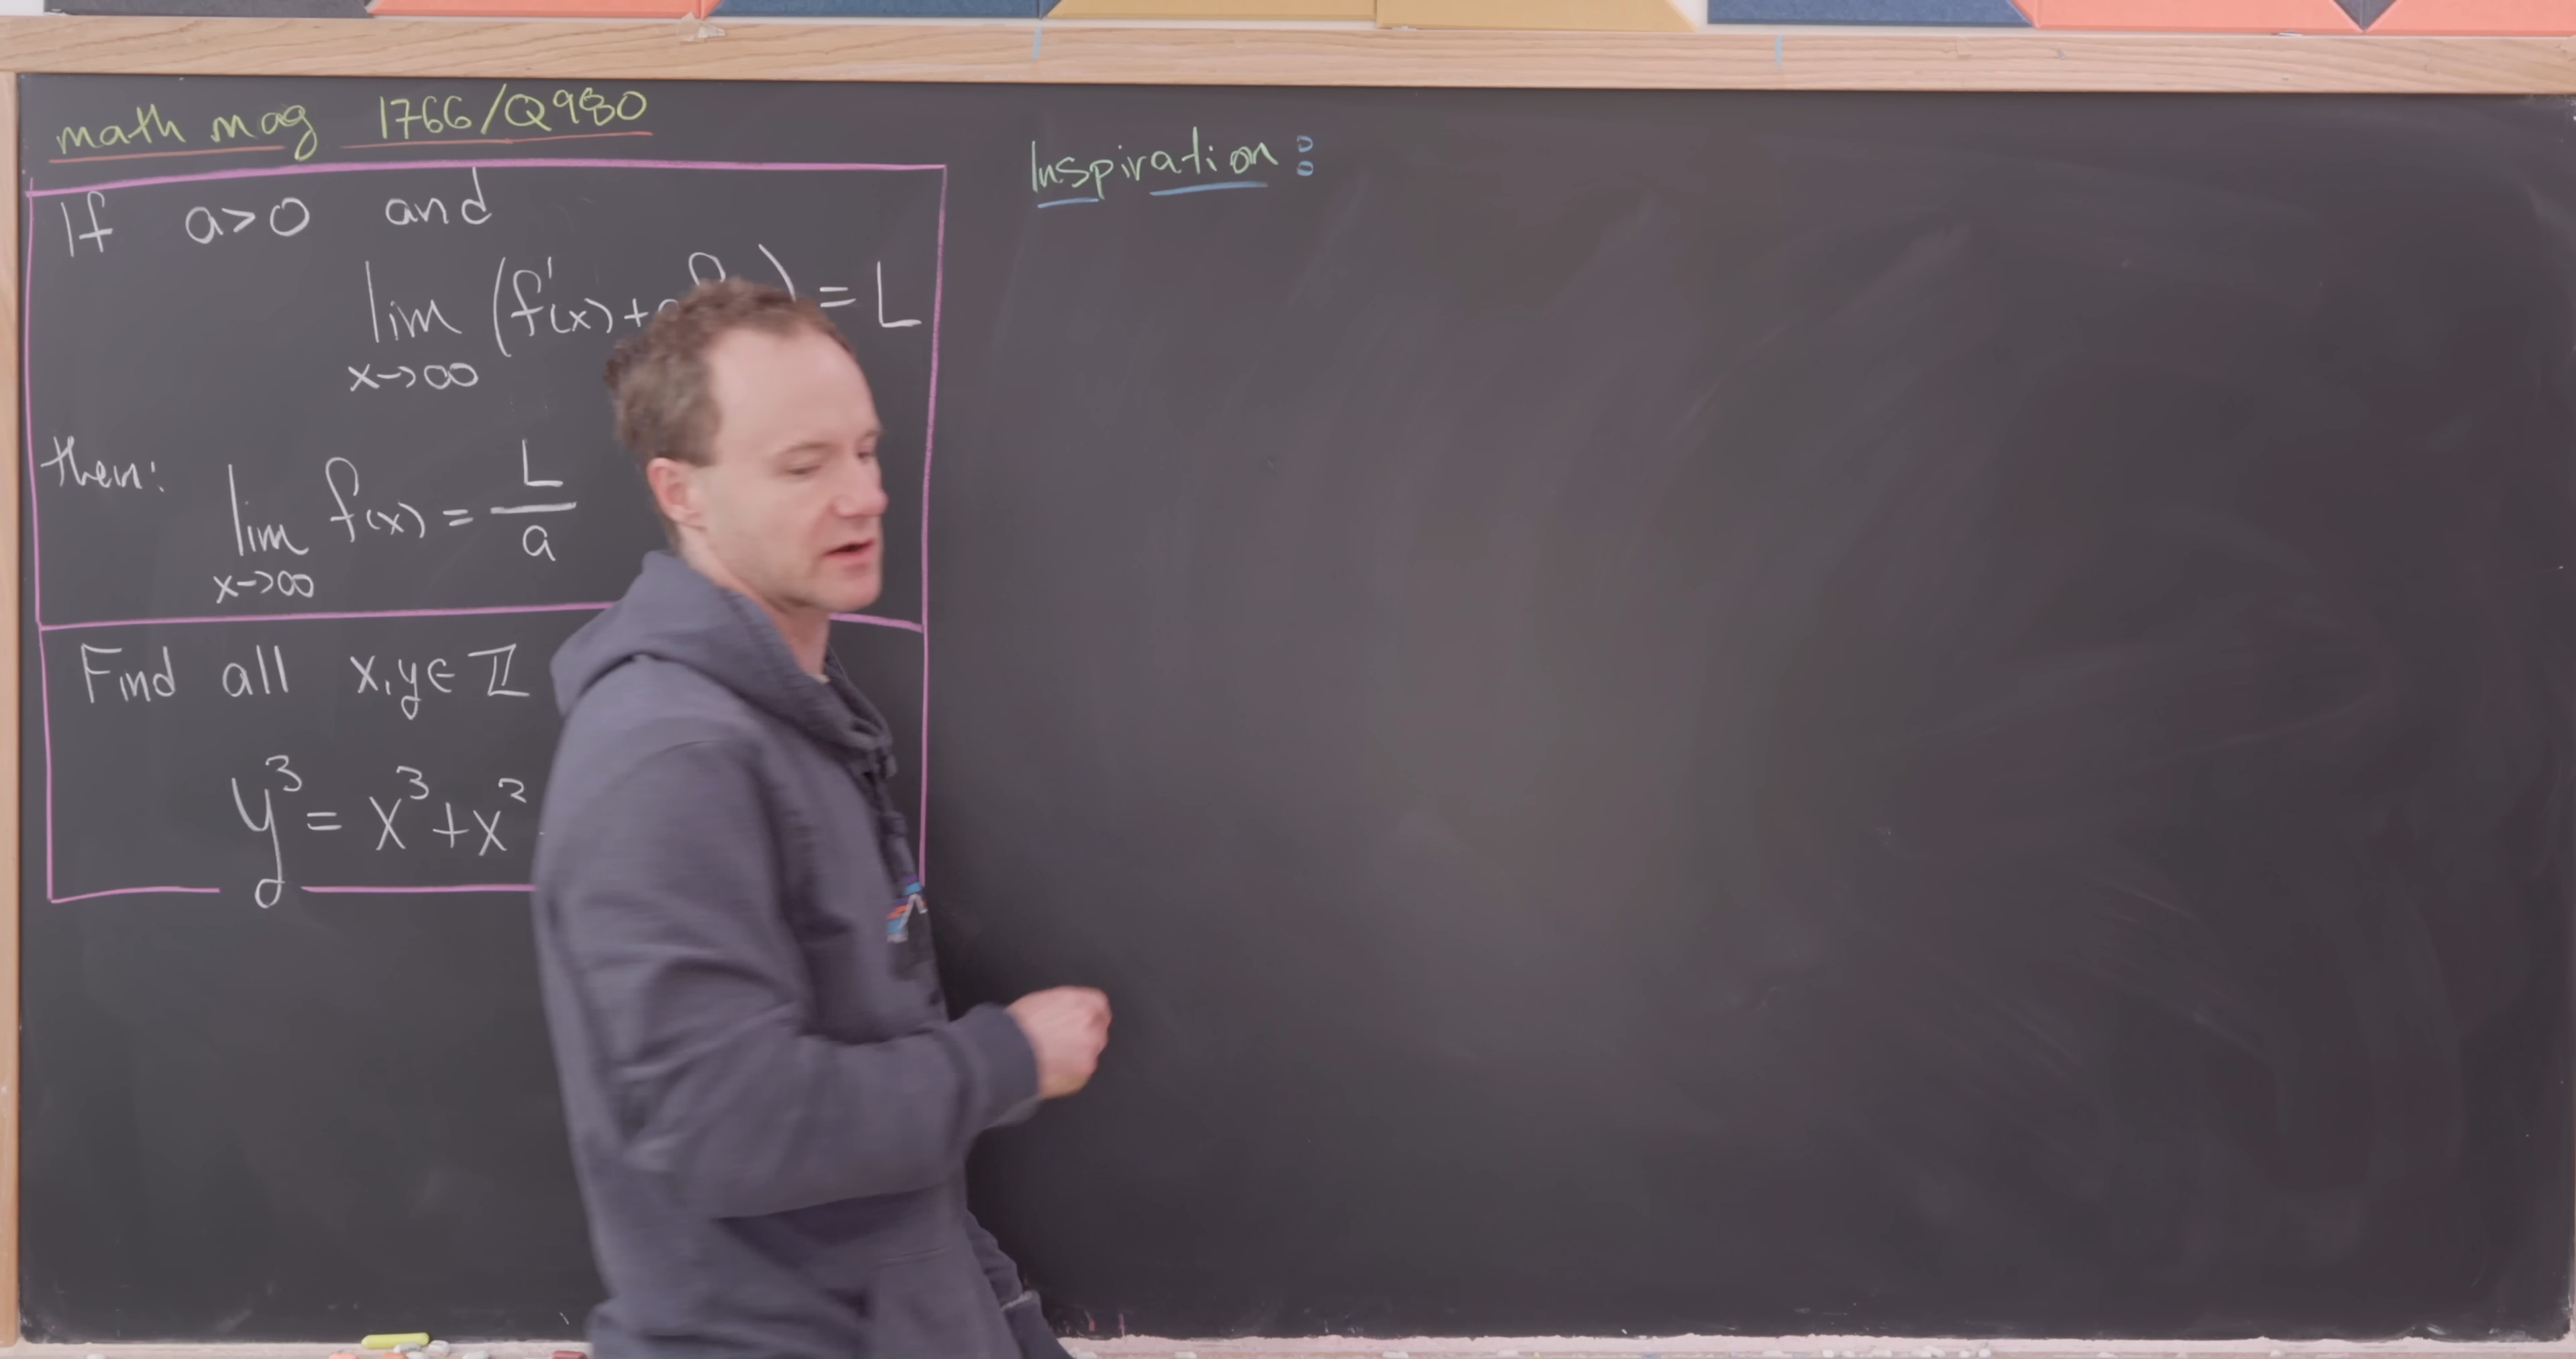 math mag 1766/Q980
Inspiration:
If a>0 and
lim (f'(x)+ ) = L
x→∞
then: lim f(x) = L/a
x→∞
Find all x,y∈ℤ
y³ = x³+x²